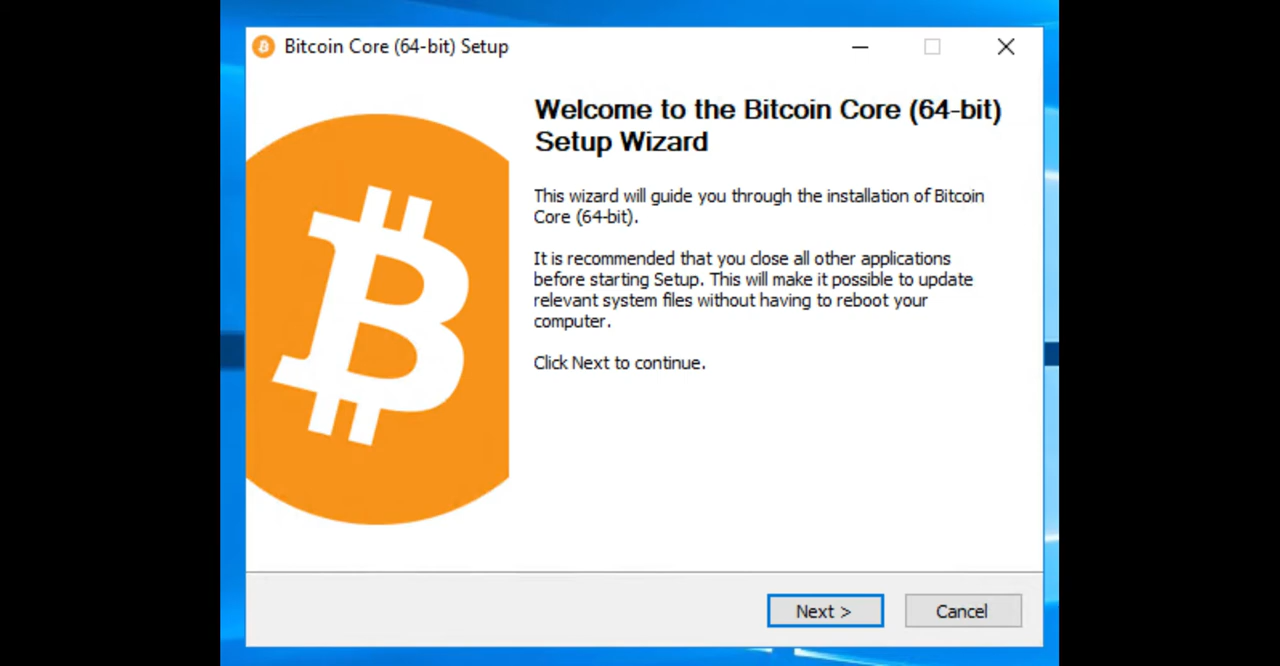 Bitcoin Core (64-bit) Setup
Welcome to the Bitcoin Core (64-bit)
Setup Wizard
This wizard will guide you through the installation of Bitcoin
Core (64-bit).
It is recommended that you close all other applications
before starting Setup. This will make it possible to update
relevant system files without having to reboot your
computer.
Click Next to continue.
Next >
Cancel